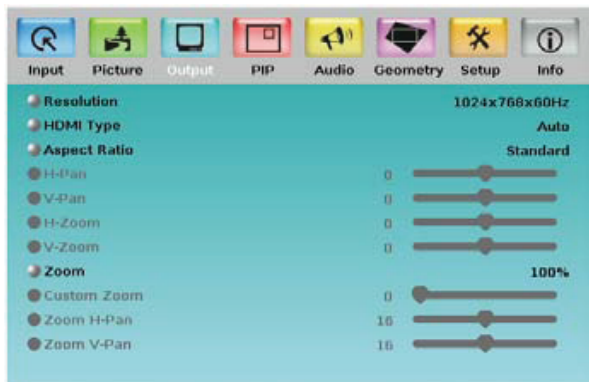 Input Picture Output PIP Audio Geometry Setup Info
Resolution 1024x768x60Hz
HDMI Type Auto
Aspect Ratio Standard
H-Pan 0
V-Pan 0
H-Zoom 0
V-Zoom 0
Zoom 100%
Custom Zoom 0
Zoom H-Pan 16
Zoom V-Pan 16